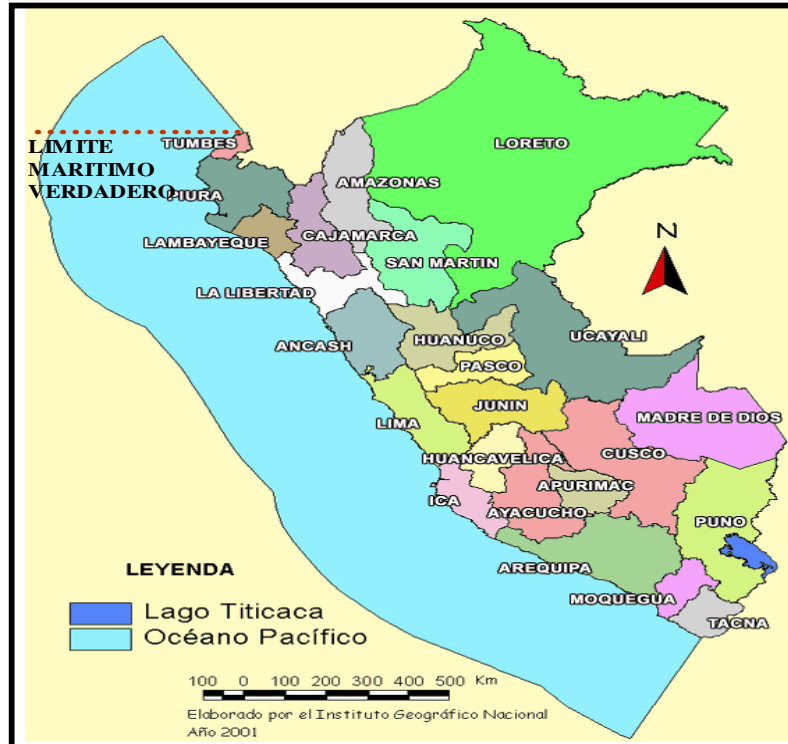 LORETO
TUMBES
LIMITE
MARITIMO
VERDADERO
AMAZONAS
PIURA
CAJAMARCA
LAMBAYEQUE
SAN MARTIN
N
LA LIBERTAD
UCAYALI
HUANUCO
ANCASH
PASCO
JUNIN
MADRE DE DIOS
LIMA
CUSCO
HUANCAVELICA
APURIMAC
ICA
AYACUCHO
PUNO
AREQUIPA
MOQUEGUA
TACNA
LEYENDA
Lago Titicaca
Océano Pacífico
100 0 100 200 300 400 500 Km
Elaborado por el Instituto Geográfico Nacional
Año 2001